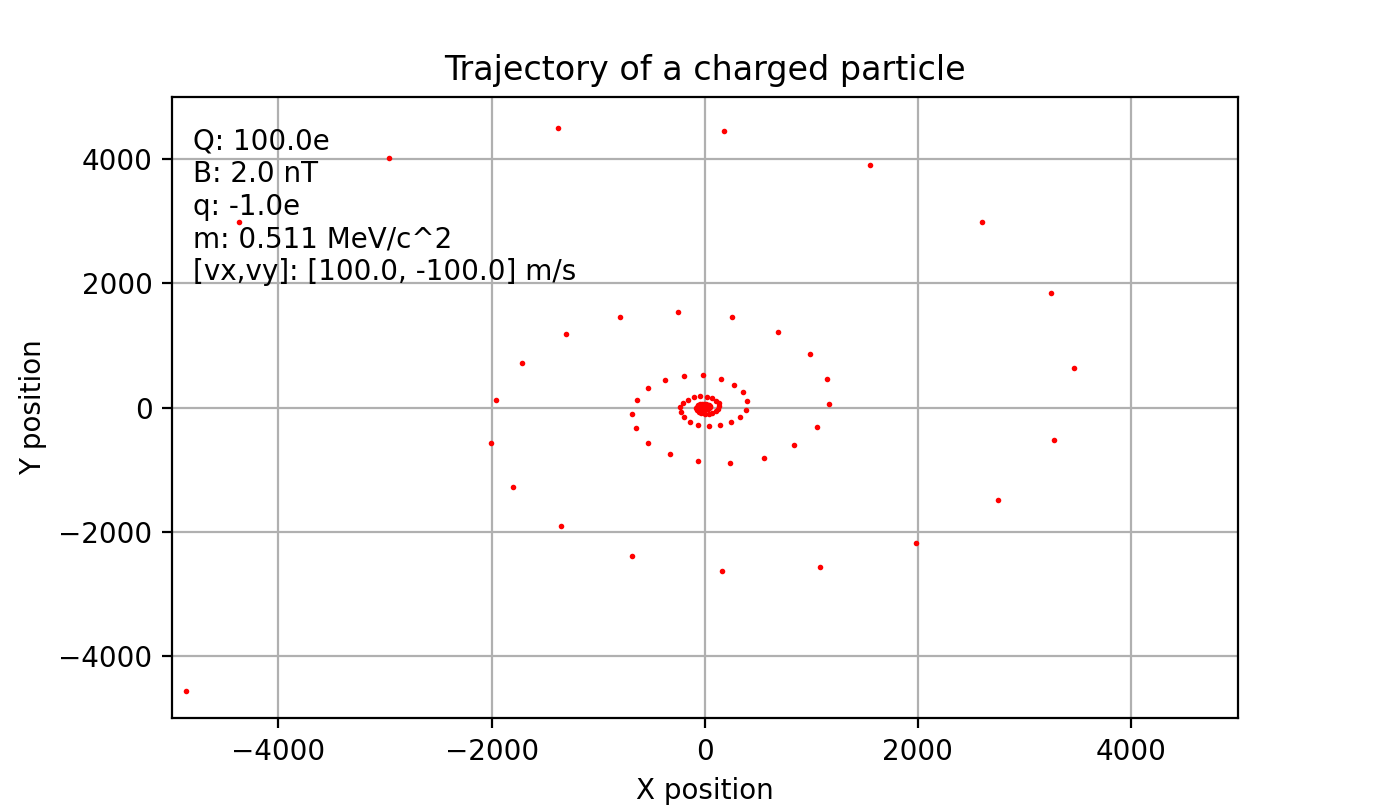 Trajectory of a charged particle
Q: 100.0e
B: 2.0 nT
q: -1.0e
m: 0.511 MeV/c^2
[vx,vy]: [100.0, -100.0] m/s
4000
2000
0
−2000
−4000
Y position
−4000
−2000
0
2000
4000
X position